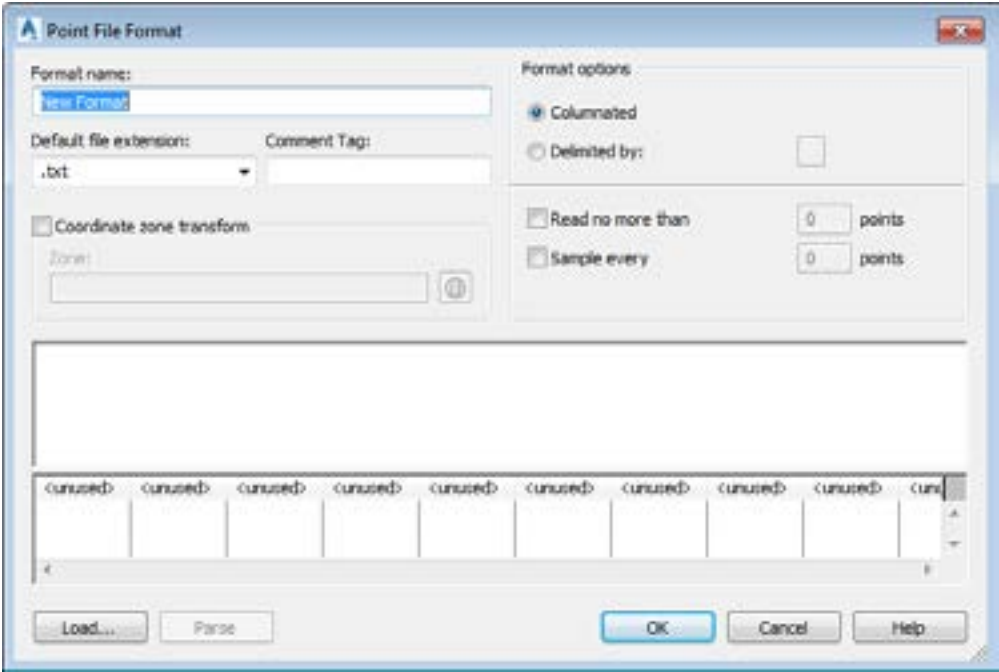 Point File Format
Format name:
New Format
Default file extension:
Comment Tag:
.txt
Coordinate zone transform
Zone:
Format options
Columnated
Delimited by:
Read no more than 0 points
Sample every 0 points
<unused> <unused> <unused> <unused> <unused> <unused> <unused> <unused> <unused> <unu
Load... Parse OK Cancel Help